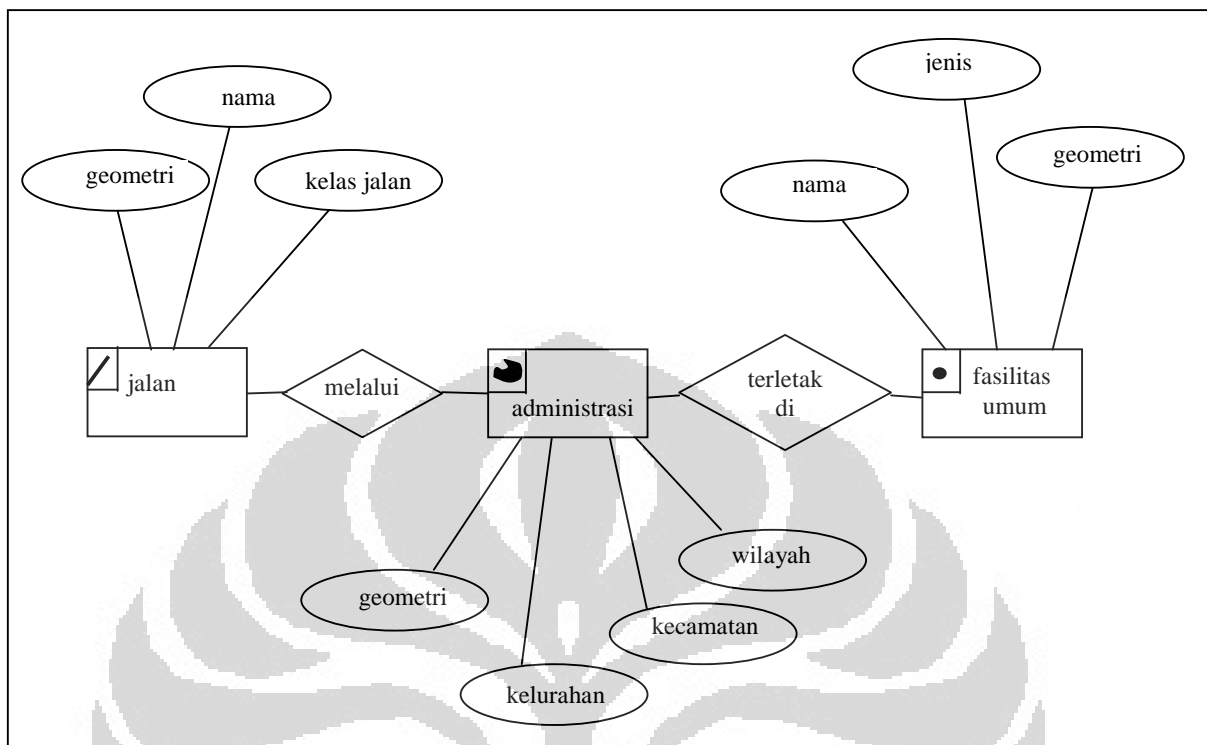 jenis
nama
geometri
geometri
kelas jalan
nama
jalan
melalui
administrasi
terletak
di
fasilitas
umum
wilayah
geometri
kecamatan
kelurahan